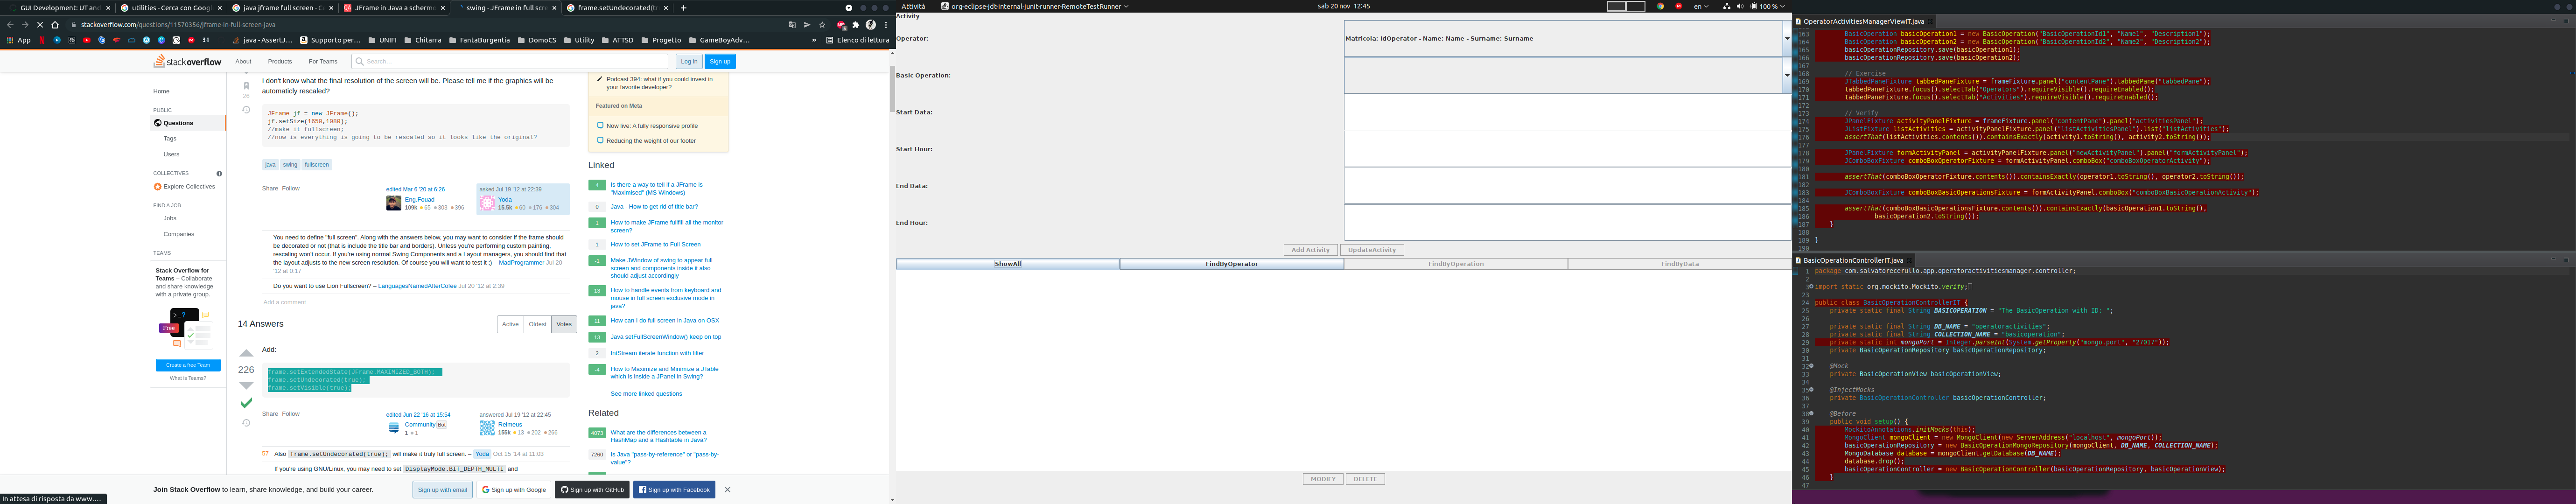 GUI Development: UT and
utilities - Cerca con Goog
java jframe full screen - C
JFrame in Java a scherme
swing - JFrame in full scr
frame.setUndecorated(t
stackoverflow.com/questions/11570356/jframe-in-full-screen-java
App
java - AssertJ...
Supporto per...
UNIFI
Chitarra
FantaBurgentia
DomoCS
Utility
ATTSD
Progetto
GameBoyAdv...
Elenco di lettura
stackoverflow
About
Products
For Teams
Search...
Log in
Sign up
Home
PUBLIC
Questions
Tags
Users
COLLECTIVES
Explore Collectives
FIND A JOB
Jobs
Companies
TEAMS
Stack Overflow for
Teams – Collaborate
and share knowledge
with a private group.
Free
Create a free Team
What is Teams?
I don't know what the final resolution of the screen will be. Please tell me if the graphics will be
automaticly rescaled?
26
JFrame jf = new JFrame();
jf.setSize(1650,1080);
//make it fullscreen;
//now is everything is going to be rescaled so it looks like the original?
java
swing
fullscreen
Share Follow
edited Mar 6 '20 at 6:26
Eng.Fouad
109k 65 303 396
asked Jul 19 '12 at 22:39
Yoda
15.5k 60 176 304
You need to define "full screen". Along with the answers below, you may want to consider if the frame should
be decorated or not (that is include the title bar and borders). Unless you're performing custom painting,
rescaling won't occur. If you're using normal Swing Components and a Layout managers, you should find that
the layout adjusts to the new screen resolution. Of course you will want to test it ;) – MadProgrammer Jul 20
'12 at 0:17
Do you want to use Lion Fullscreen? – LanguagesNamedAfterCofee Jul 20 '12 at 2:39
Add a comment
14 Answers
Active
Oldest
Votes
Add:
226
frame.setExtendedState(JFrame.MAXIMIZED_BOTH);
frame.setUndecorated(true);
frame.setVisible(true);
Share Follow
edited Jun 22 '16 at 15:54
Community Bot
1 1
answered Jul 19 '12 at 22:45
Reimeus
155k 13 202 266
57 Also frame.setUndecorated(true); will make it truly full screen. – Yoda Oct 15 '14 at 11:03
If you're using GNU/Linux, you may need to set DisplayMode.BIT_DEPTH_MULTI and
Podcast 394: what if you could invest in
your favorite developer?
Featured on Meta
Now live: A fully responsive profile
Reducing the weight of our footer
Linked
4 Is there a way to tell if a JFrame is
"Maximised" (MS Windows)
0 Java - How to get rid of title bar?
1 How to make JFrame fullfill all the monitor
screen?
1 How to set JFrame to Full Screen
-1 Make JWindow of swing to appear full
screen and components inside it also
should adjust accordingly
13 How to handle events from keyboard and
mouse in full screen exclusive mode in
java?
11 How can I do full screen in Java on OSX
13 Java setFullScreenWindow() keep on top
2 IntStream iterate function with filter
-4 How to Maximize and Minimize a JTable
which is inside a JPanel in Swing?
See more linked questions
Related
4073 What are the differences between a
HashMap and a Hashtable in Java?
7260 Is Java "pass-by-reference" or "pass-by-
value"?
Join Stack Overflow to learn, share knowledge, and build your career.
Sign up with email
Sign up with Google
Sign up with GitHub
Sign up with Facebook
In attesa di risposta da www....
Attività
org-eclipse-jdt-internal-junit-runner-RemoteTestRunner
sab 20 nov 12:45
en
100 %
Activity
Operator:
Matricola: IdOperator - Name: Name - Surname: Surname
Basic Operation:
Start Data:
Start Hour:
End Data:
End Hour:
Add Activity
UpdateActivity
ShowAll
FindByOperator
FindByOperation
FindByData
MODIFY
DELETE
OperatorActivitiesManagerViewIT.java
163 BasicOperation basicOperation1 = new BasicOperation("BasicOperationId1", "Name1", "Description1");
164 BasicOperation basicOperation2 = new BasicOperation("BasicOperationId2", "Name2", "Description2");
165 basicOperationRepository.save(basicOperation1);
166 basicOperationRepository.save(basicOperation2);
167
168 // Exercise
169 JTabbedPaneFixture tabbedPaneFixture = frameFixture.panel("contentPane").tabbedPane("tabbedPane");
170 tabbedPaneFixture.focus().selectTab("Operators").requireVisible().requireEnabled();
171 tabbedPaneFixture.focus().selectTab("Activities").requireVisible().requireEnabled();
172
173 // Verify
174 JPanelFixture activityPanelFixture = frameFixture.panel("contentPane").panel("activitiesPanel");
175 JListFixture listActivities = activityPanelFixture.panel("listActivitiesPanel").list("listActivities");
176 assertThat(listActivities.contents()).containsExactly(activity1.toString(), activity2.toString());
177
178 JPanelFixture formActivityPanel = activityPanelFixture.panel("newActivityPanel").panel("formActivityPanel");
179 JComboBoxFixture comboBoxOperatorFixture = formActivityPanel.comboBox("comboBoxOperatorActivity");
180
181 assertThat(comboBoxOperatorFixture.contents()).containsExactly(operator1.toString(), operator2.toString());
182
183 JComboBoxFixture comboBoxBasicOperationsFixture = formActivityPanel.comboBox("comboBoxBasicOperationActivity");
184
185 assertThat(comboBoxBasicOperationsFixture.contents()).containsExactly(basicOperation1.toString(),
186 basicOperation2.toString());
187 }
188
189 }
190
BasicOperationControllerIT.java
1 package com.salvatorecerullo.app.operatoractivitiesmanager.controller;
2
3 import static org.mockito.Mockito.verify;
23
24 public class BasicOperationControllerIT {
25 private static final String BASICOPERATION = "The BasicOperation with ID: ";
26
27 private static final String DB_NAME = "operatoractivities";
28 private static final String COLLECTION_NAME = "basicoperation";
29 private static int mongoPort = Integer.parseInt(System.getProperty("mongo.port", "27017"));
30 private BasicOperationRepository basicOperationRepository;
31
32 @Mock
33 private BasicOperationView basicOperationView;
34
35 @InjectMocks
36 private BasicOperationController basicOperationController;
37
38 @Before
39 public void setup() {
40 MockitoAnnotations.initMocks(this);
41 MongoClient mongoClient = new MongoClient(new ServerAddress("localhost", mongoPort));
42 basicOperationRepository = new BasicOperationMongoRepository(mongoClient, DB_NAME, COLLECTION_NAME);
43 MongoDatabase database = mongoClient.getDatabase(DB_NAME);
44 database.drop();
45 basicOperationController = new BasicOperationController(basicOperationRepository, basicOperationView);
46 }
47